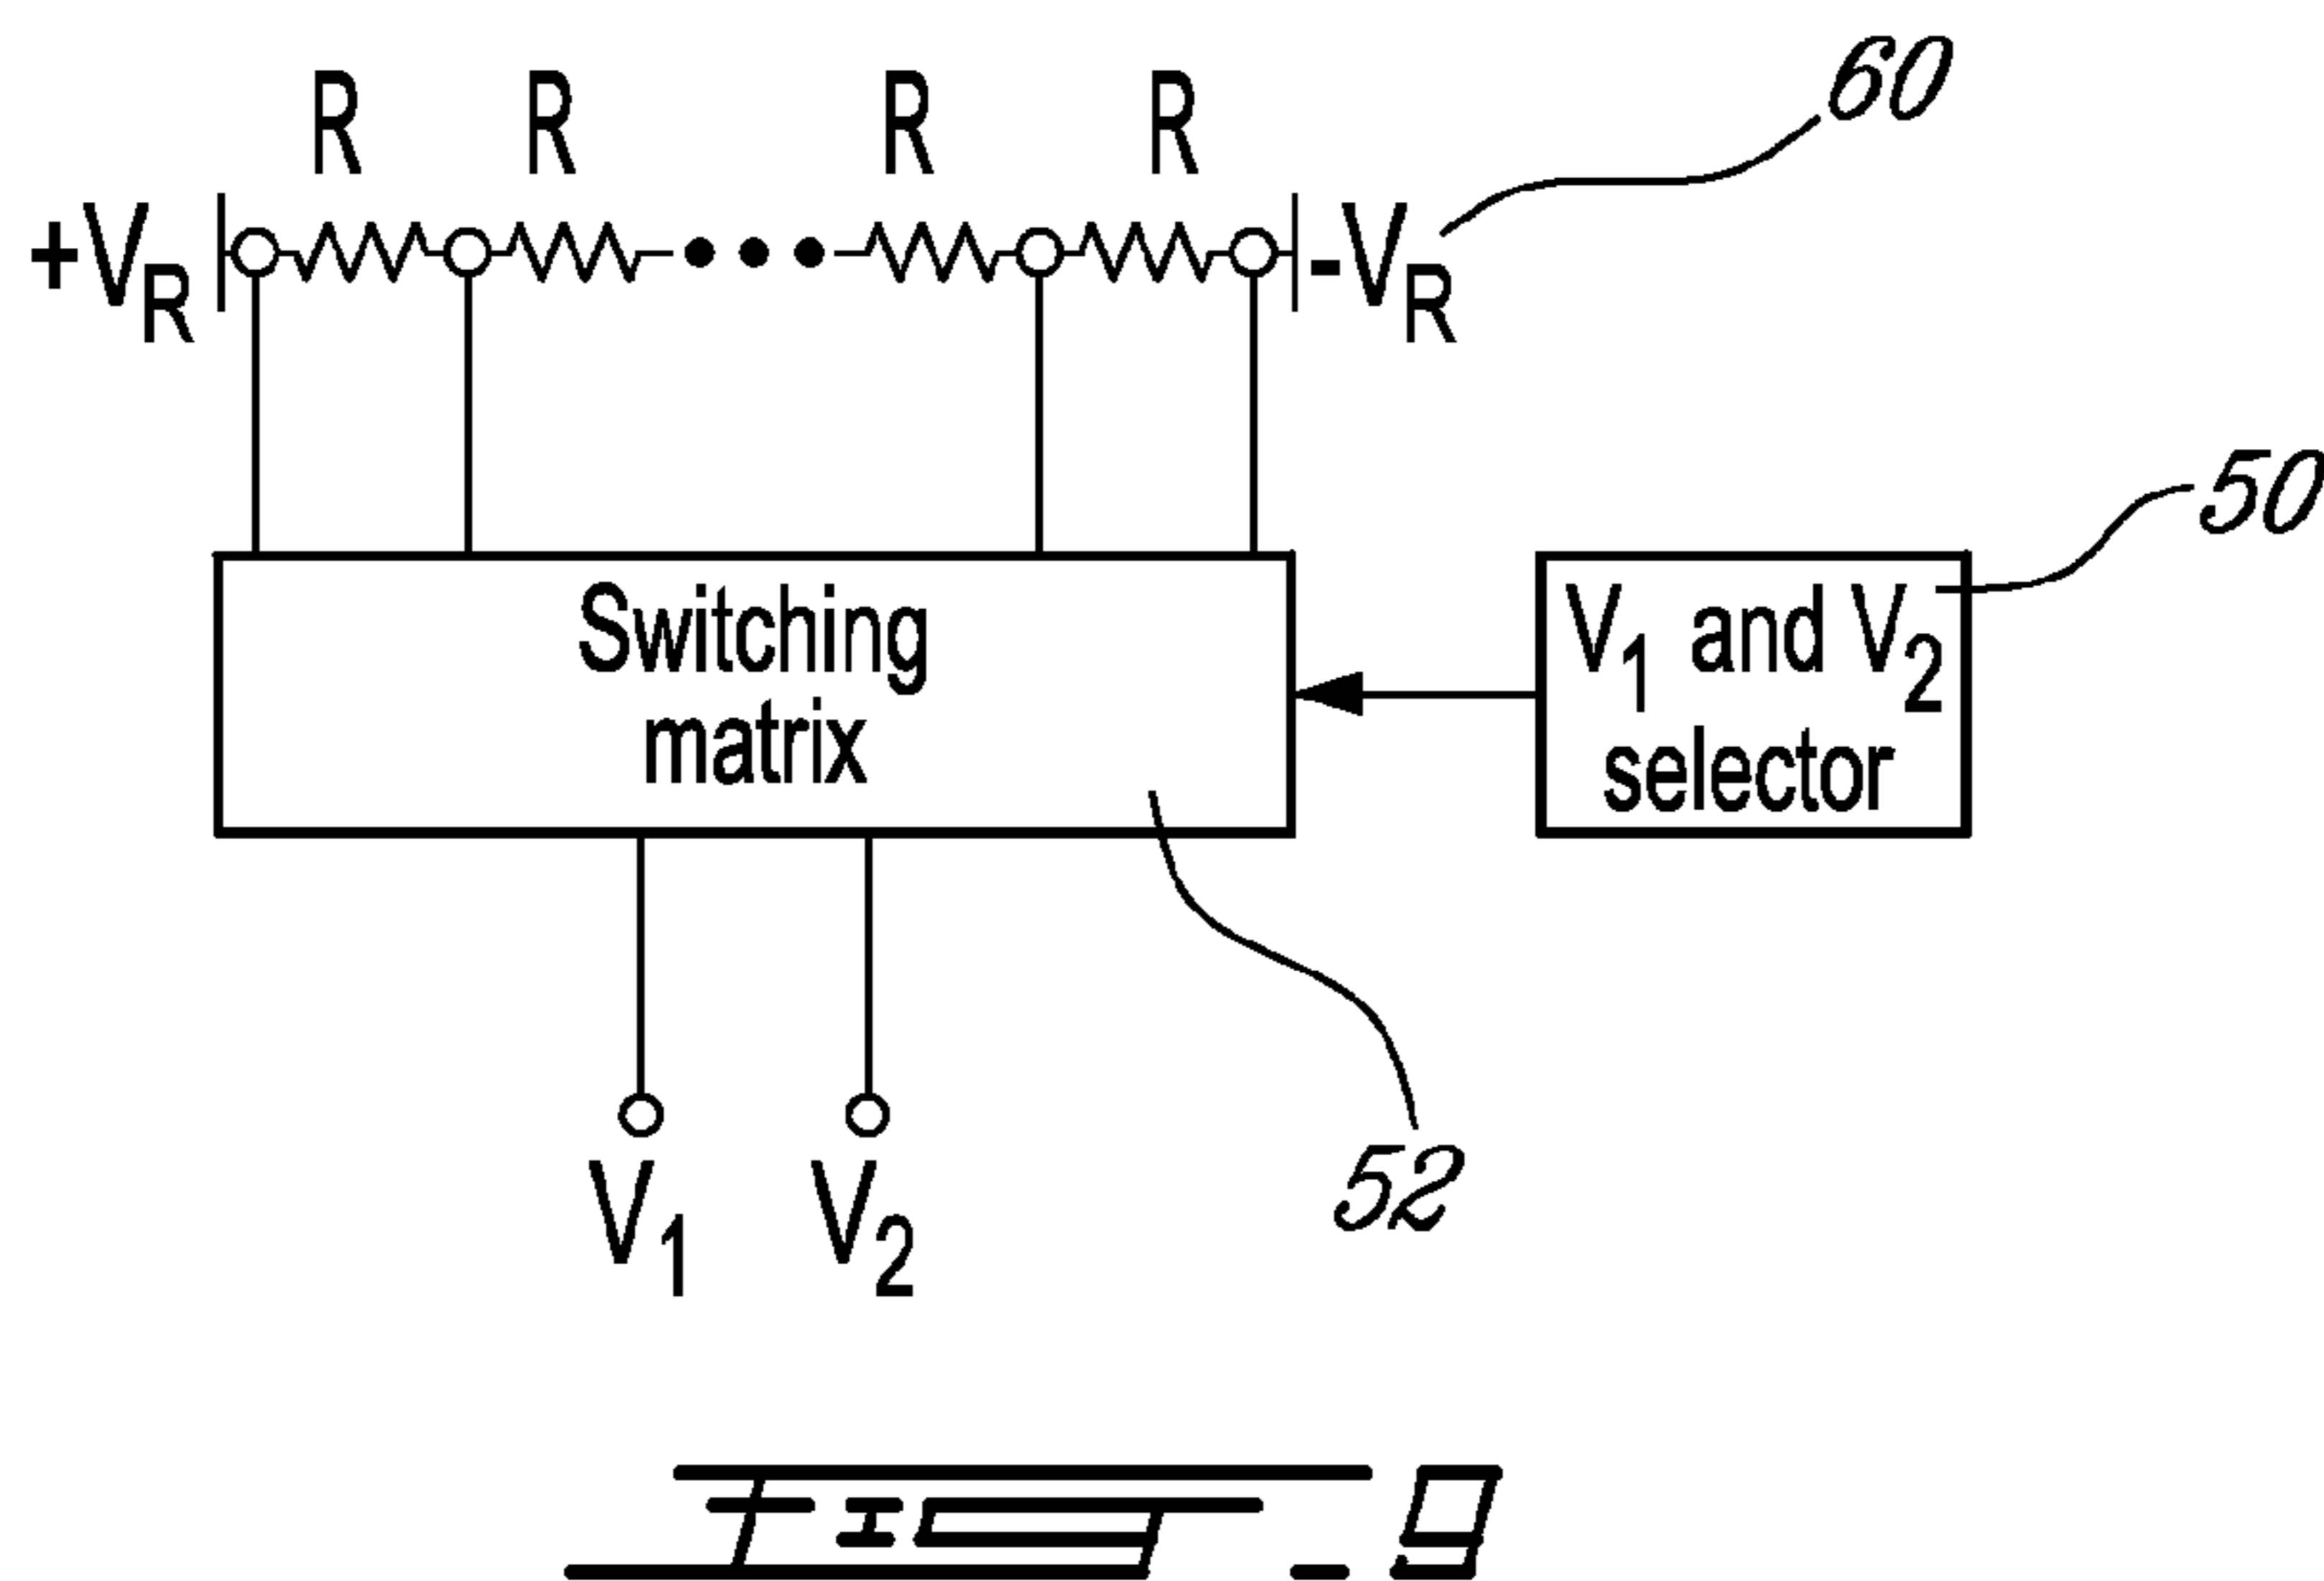 60
R R R R
+VR -VR
50
Switching
matrix
V1 and V2
selector
52
V1 V2
FIG-9